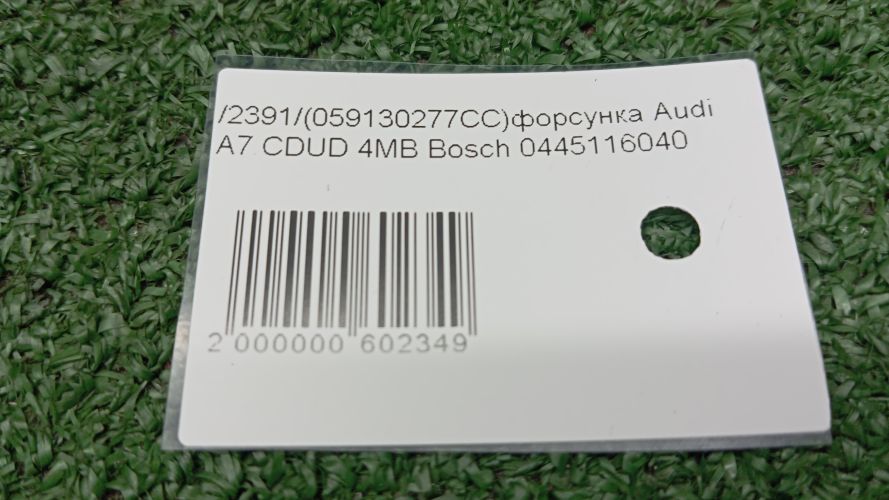 /2391/(059130277CC)форсунка Audi
A7 CDUD 4MB Bosch 0445116040
2 000000 602349